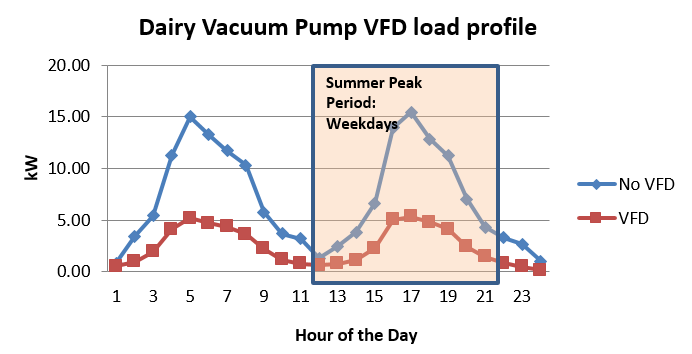 Dairy Vacuum Pump VFD load profile
20.00
15.00
10.00
5.00
0.00
kW
Summer Peak
Period:
Weekdays
1 3 5 7 9 11 13 15 17 19 21 23
Hour of the Day
No VFD
VFD